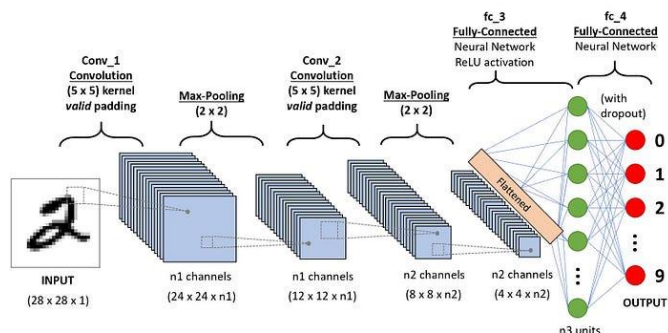 fc_3
Fully-Connected
Neural Network
ReLU activation
fc_4
Fully-Connected
Neural Network
Conv_1
Convolution
(5 x 5) kernel
valid padding
Max-Pooling
(2 x 2)
Conv_2
Convolution
(5 x 5) kernel
valid padding
Max-Pooling
(2 x 2)
(with
dropout)
Flattened
2
0
1
2
9
INPUT
(28 x 28 x 1)
n1 channels
(24 x 24 x n1)
n1 channels
(12 x 12 x n1)
n2 channels
(8 x 8 x n2)
n2 channels
(4 x 4 x n2)
OUTPUT
n3 units